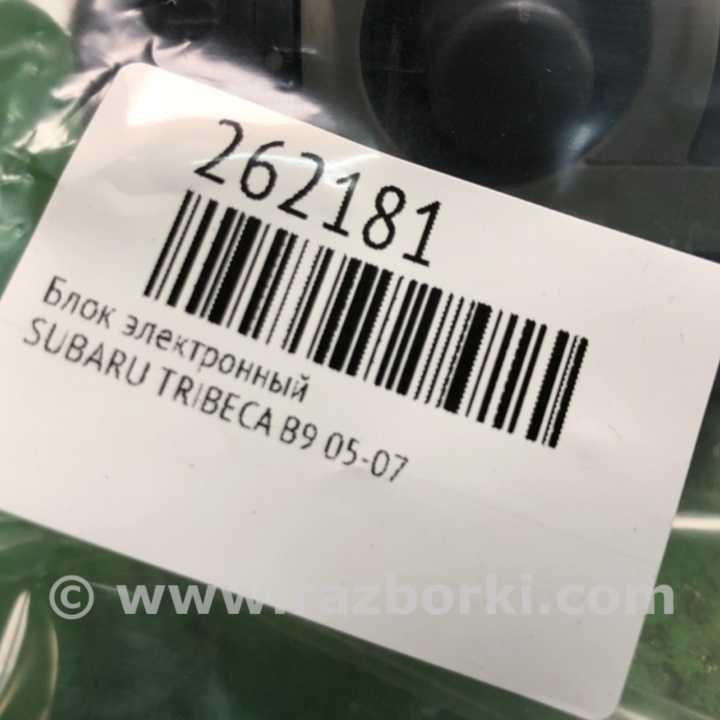 262181
Блок электронный
SUBARU TRIBECA B9 05-07
© www.razborki.com